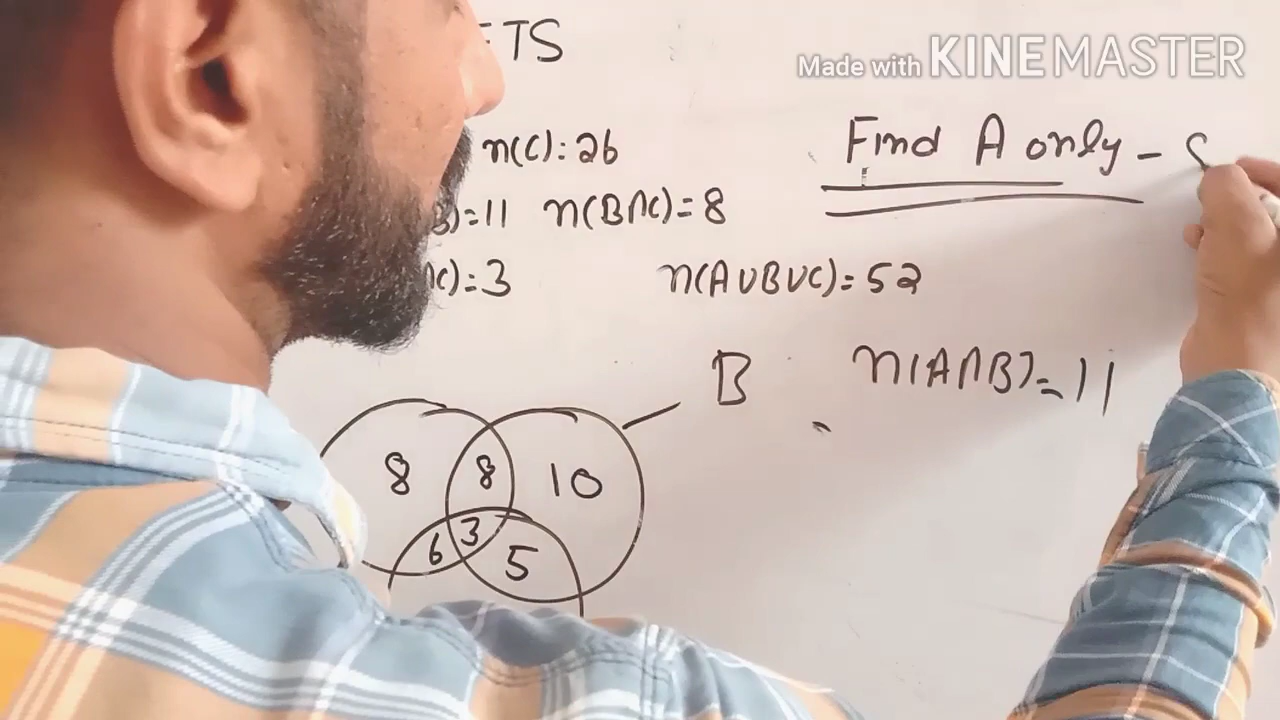 ETS
Made with KINEMASTER
n(C): 26
Find A only -
B)=11 n(B∩C)=8
C)=3 n(A∪B∪C)=52
B n(A∩B)=11
8 8 10
6 3 5